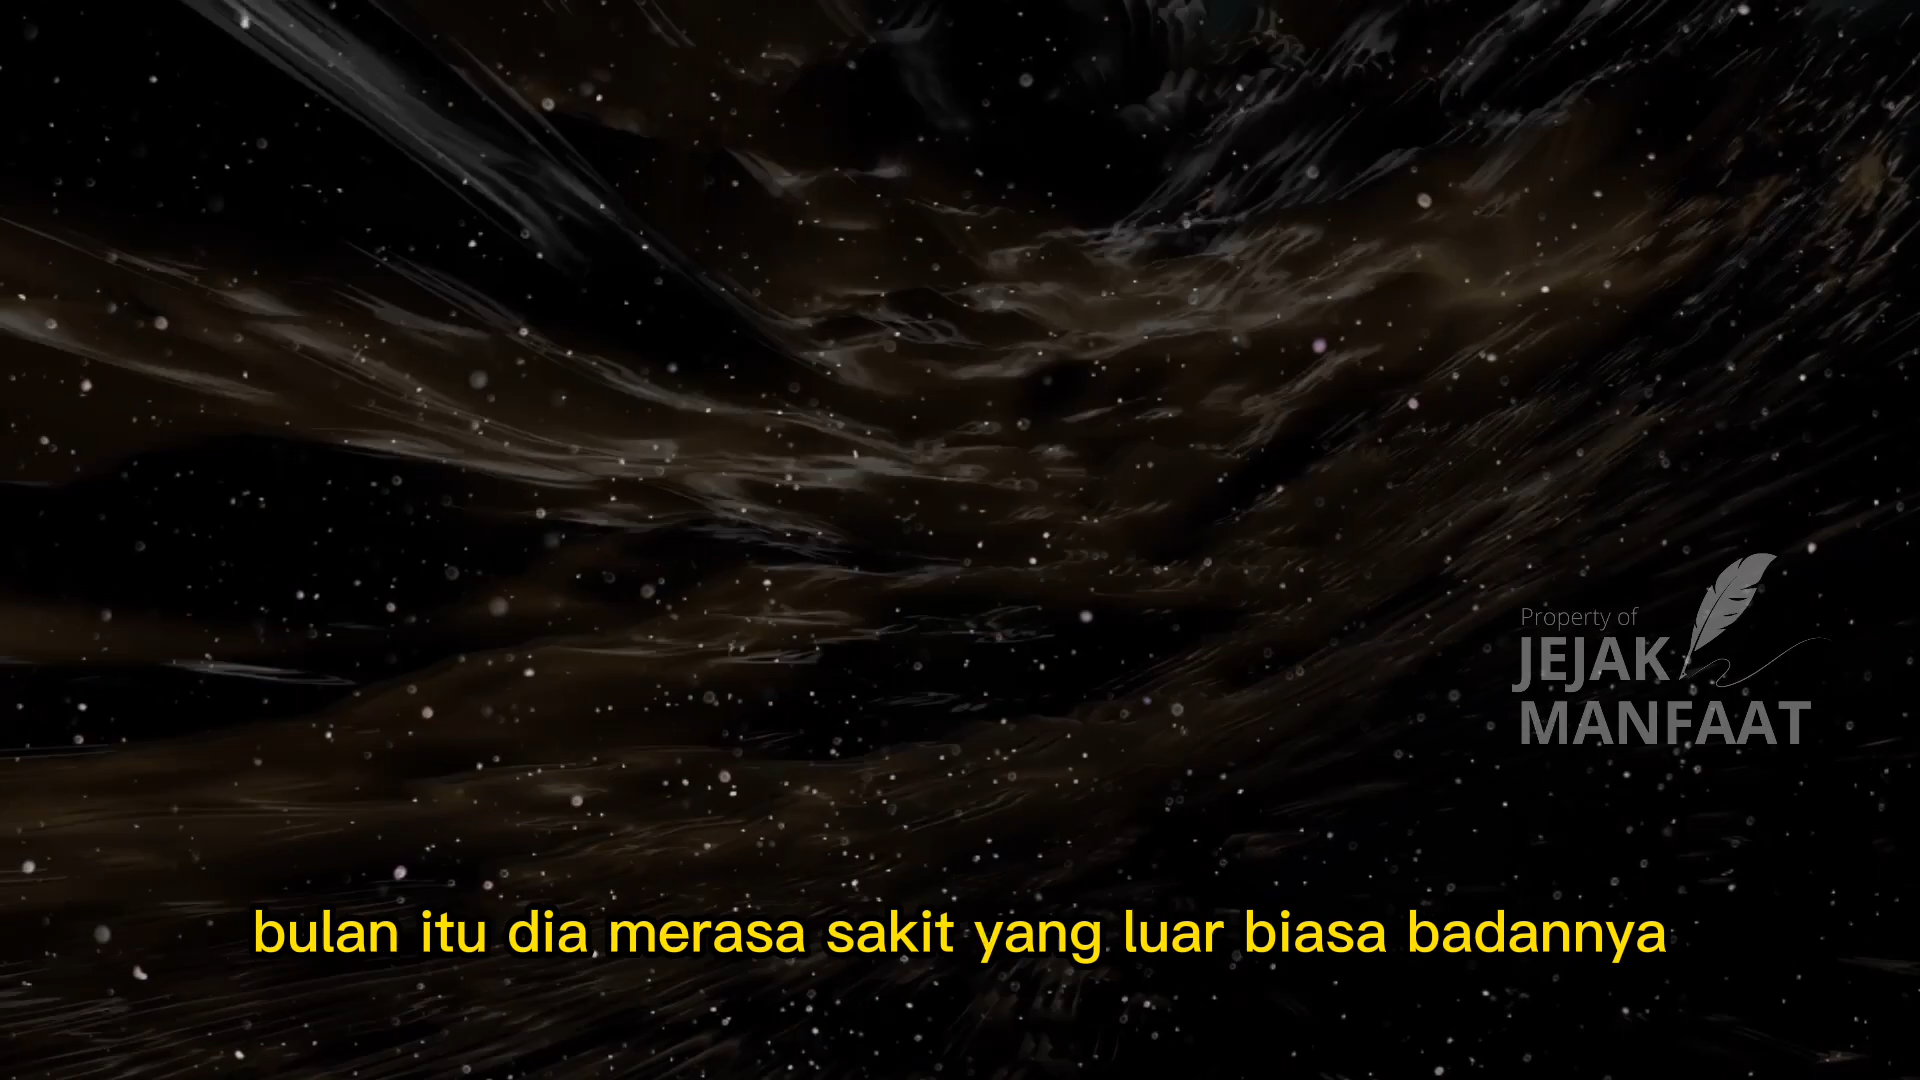 Property of
JEJAK
MANFAAT
bulan itu dia merasa sakit yang luar biasa badannya